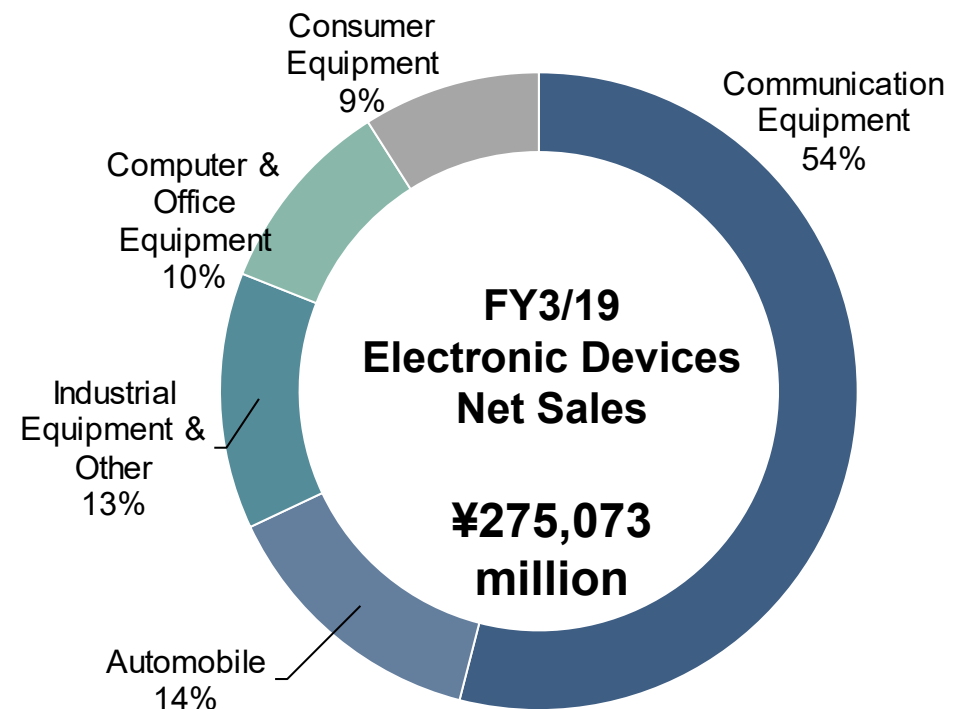 Consumer
Equipment
9%
Communication
Equipment
54%
Computer &
Office
Equipment
10%
FY3/19
Electronic Devices
Net Sales
¥275,073
million
Industrial
Equipment &
Other
13%
Automobile
14%